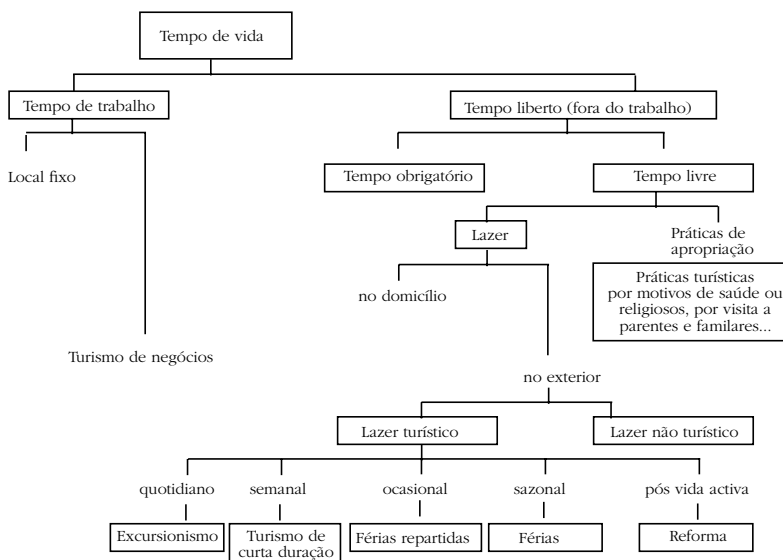 Tempo de vida
Tempo de trabalho
Tempo liberto (fora do trabalho)
Local fixo
Tempo obrigatório
Tempo livre
Lazer
Práticas de
apropriação
no domicílio
Práticas turísticas
por motivos de saúde ou
religiosos, por visita a
parentes e familares...
Turismo de negócios
no exterior
Lazer turístico
Lazer não turístico
quotidiano
semanal
ocasional
sazonal
pós vida activa
Excursionismo
Turismo de
curta duração
Férias repartidas
Férias
Reforma